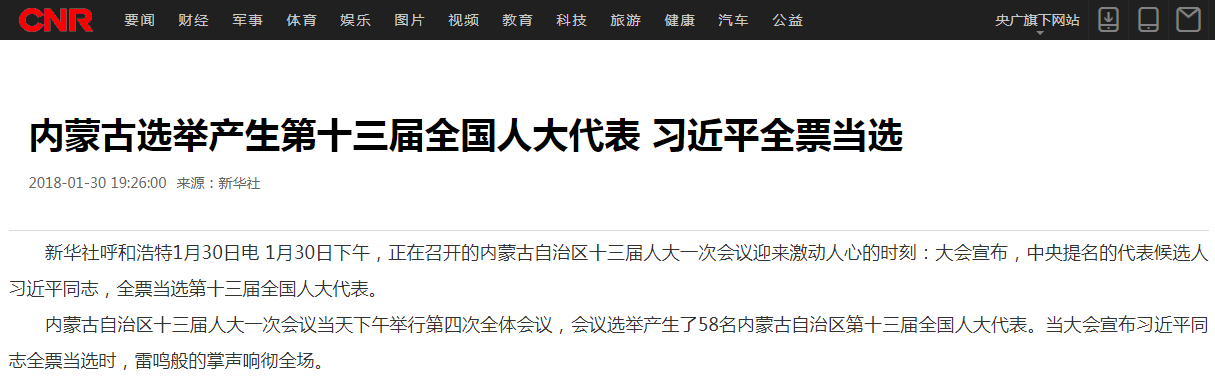 CNR 要闻 财经 军事 体育 娱乐 图片 视频 教育 科技 旅游 健康 汽车 公益 央广旗下网站
内蒙古选举产生第十三届全国人大代表 习近平全票当选
2018-01-30 19:26:00 来源：新华社
新华社呼和浩特1月30日电 1月30日下午，正在召开的内蒙古自治区十三届人大一次会议迎来激动人心的时刻：大会宣布，中央提名的代表候选人
习近平同志，全票当选第十三届全国人大代表。
内蒙古自治区十三届人大一次会议当天下午举行第四次全体会议，会议选举产生了58名内蒙古自治区第十三届全国人大代表。当大会宣布习近平同
志全票当选时，雷鸣般的掌声响彻全场。